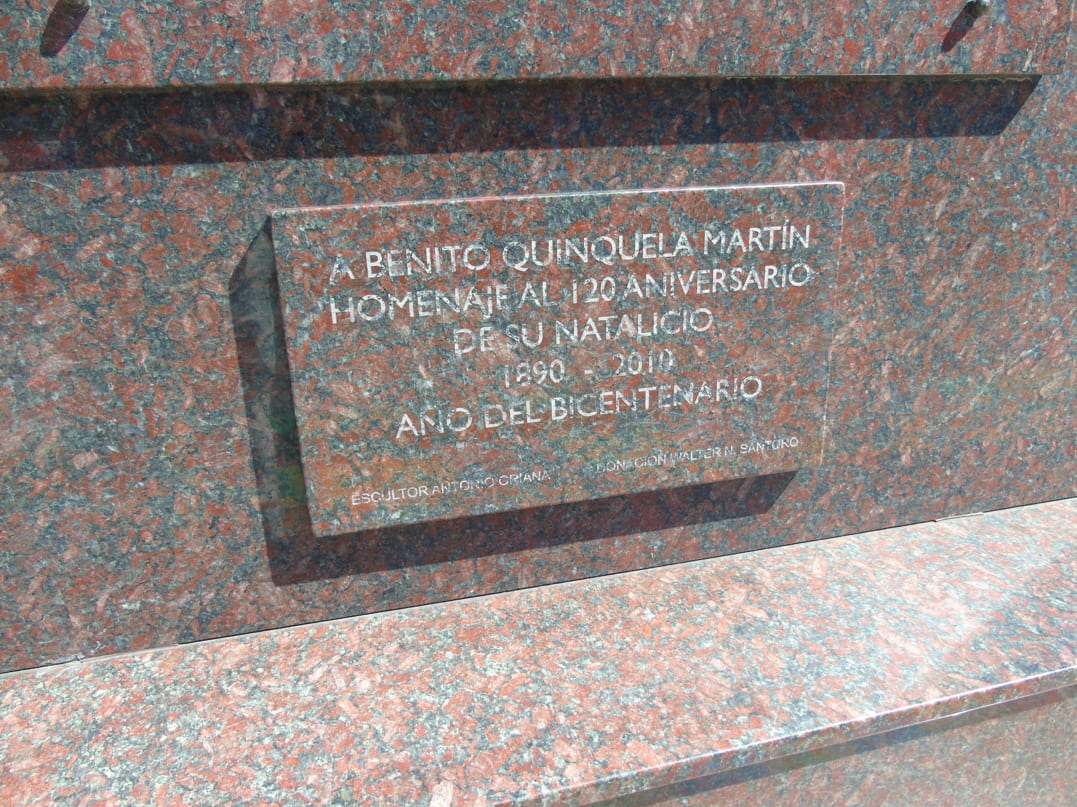 A BENITO QUINQUELA MARTÍN
HOMENAJE AL 120 ANIVERSARIO
DE SU NATALICIO
1890 - 2010
AÑO DEL BICENTENARIO
ESCULTOR ANTONIO ORIANA DONACIÓN WALTER N. SANTORO